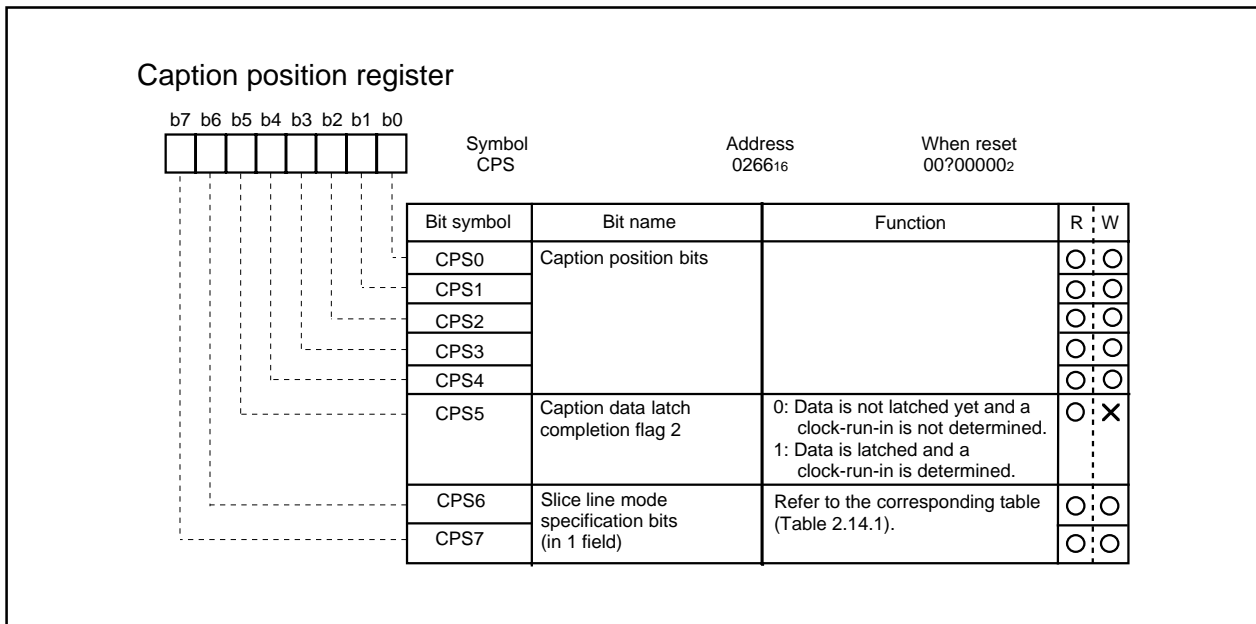 Caption position register
b7 b6 b5 b4 b3 b2 b1 b0
Symbol Address When reset
CPS 026616 00?000002
Bit symbol Bit name Function R W
CPS0 Caption position bits
CPS1
CPS2
CPS3
CPS4
CPS5 Caption data latch completion flag 2
0: Data is not latched yet and a
clock-run-in is not determined.
1: Data is latched and a
clock-run-in is determined.
CPS6 Slice line mode
specification bits
(in 1 field)
Refer to the corresponding table
(Table 2.14.1).
CPS7